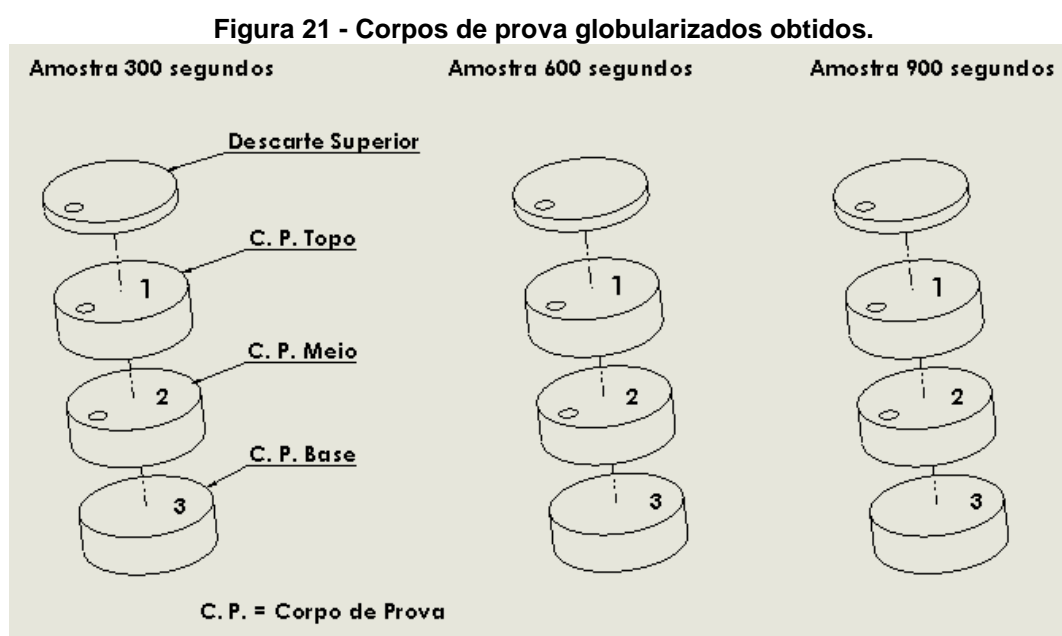 Figura 21 - Corpos de prova globularizados obtidos.
Amostra 300 segundos
Amostra 600 segundos
Amostra 900 segundos
Descarte Superior
C. P. Topo
1
1
1
C. P. Meio
2
2
2
C. P. Base
3
3
3
C. P. = Corpo de Prova